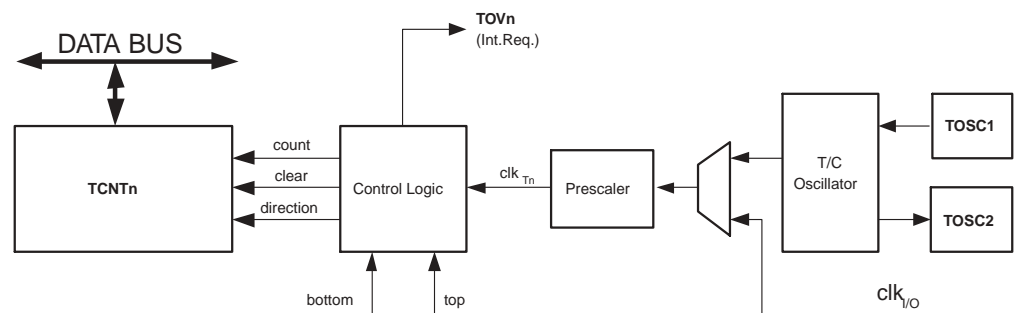 TOVn
(Int.Req.)
DATA BUS
TOSC1
count
T/C
Oscillator
clk Tn
TCNTn
clear
Control Logic
Prescaler
direction
TOSC2
bottom
top
clk I/O